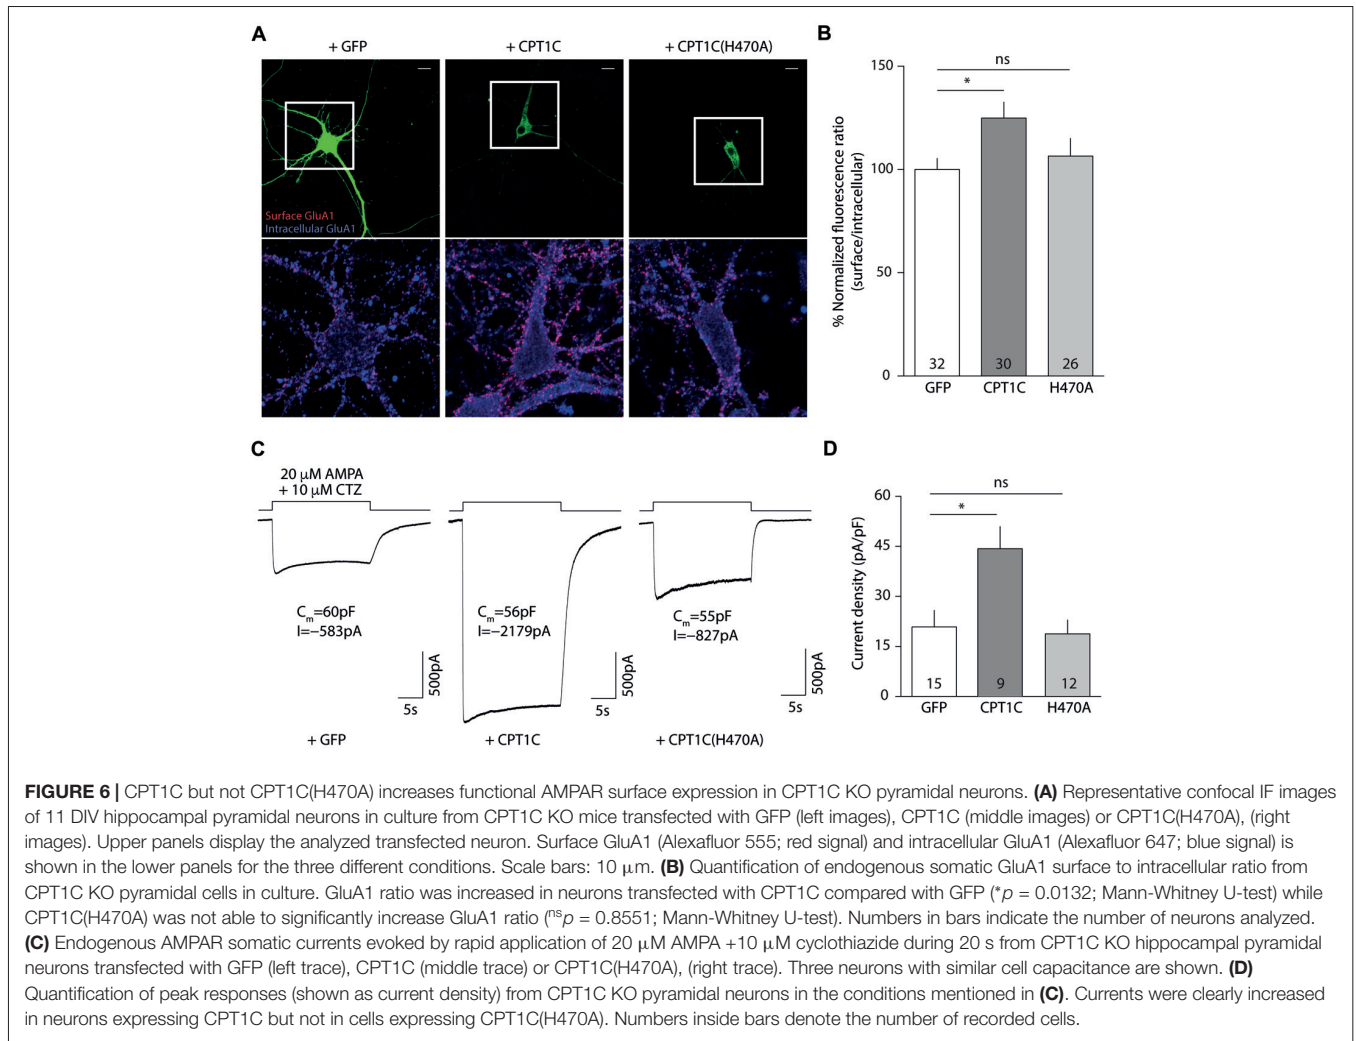 A
+ GFP
+ CPT1C
+ CPT1C(H470A)
Surface GluA1
Intracellular GluA1
B
% Normalized fluorescence ratio
(surface/intracellular)
150
100
50
0
ns
*
32
30
26
GFP
CPT1C
H470A
C
20 μM AMPA
+ 10 μM CTZ
Cm=60pF
I=−583pA
500pA
5s
+ GFP
Cm=56pF
I=−2179pA
500pA
5s
+ CPT1C
Cm=55pF
I=−827pA
500pA
5s
+ CPT1C(H470A)
D
Current density (pA/pF)
60
45
30
15
0
ns
*
15
9
12
GFP
CPT1C
H470A
FIGURE 6 | CPT1C but not CPT1C(H470A) increases functional AMPAR surface expression in CPT1C KO pyramidal neurons. (A) Representative confocal IF images
of 11 DIV hippocampal pyramidal neurons in culture from CPT1C KO mice transfected with GFP (left images), CPT1C (middle images) or CPT1C(H470A), (right
images). Upper panels display the analyzed transfected neuron. Surface GluA1 (Alexafluor 555; red signal) and intracellular GluA1 (Alexafluor 647; blue signal) is
shown in the lower panels for the three different conditions. Scale bars: 10 μm. (B) Quantification of endogenous somatic GluA1 surface to intracellular ratio from
CPT1C KO pyramidal cells in culture. GluA1 ratio was increased in neurons transfected with CPT1C compared with GFP (*p = 0.0132; Mann-Whitney U-test) while
CPT1C(H470A) was not able to significantly increase GluA1 ratio (nsp = 0.8551; Mann-Whitney U-test). Numbers in bars indicate the number of neurons analyzed.
(C) Endogenous AMPAR somatic currents evoked by rapid application of 20 μM AMPA +10 μM cyclothiazide during 20 s from CPT1C KO hippocampal pyramidal
neurons transfected with GFP (left trace), CPT1C (middle trace) or CPT1C(H470A), (right trace). Three neurons with similar cell capacitance are shown. (D)
Quantification of peak responses (shown as current density) from CPT1C KO pyramidal neurons in the conditions mentioned in (C). Currents were clearly increased
in neurons expressing CPT1C but not in cells expressing CPT1C(H470A). Numbers inside bars denote the number of recorded cells.